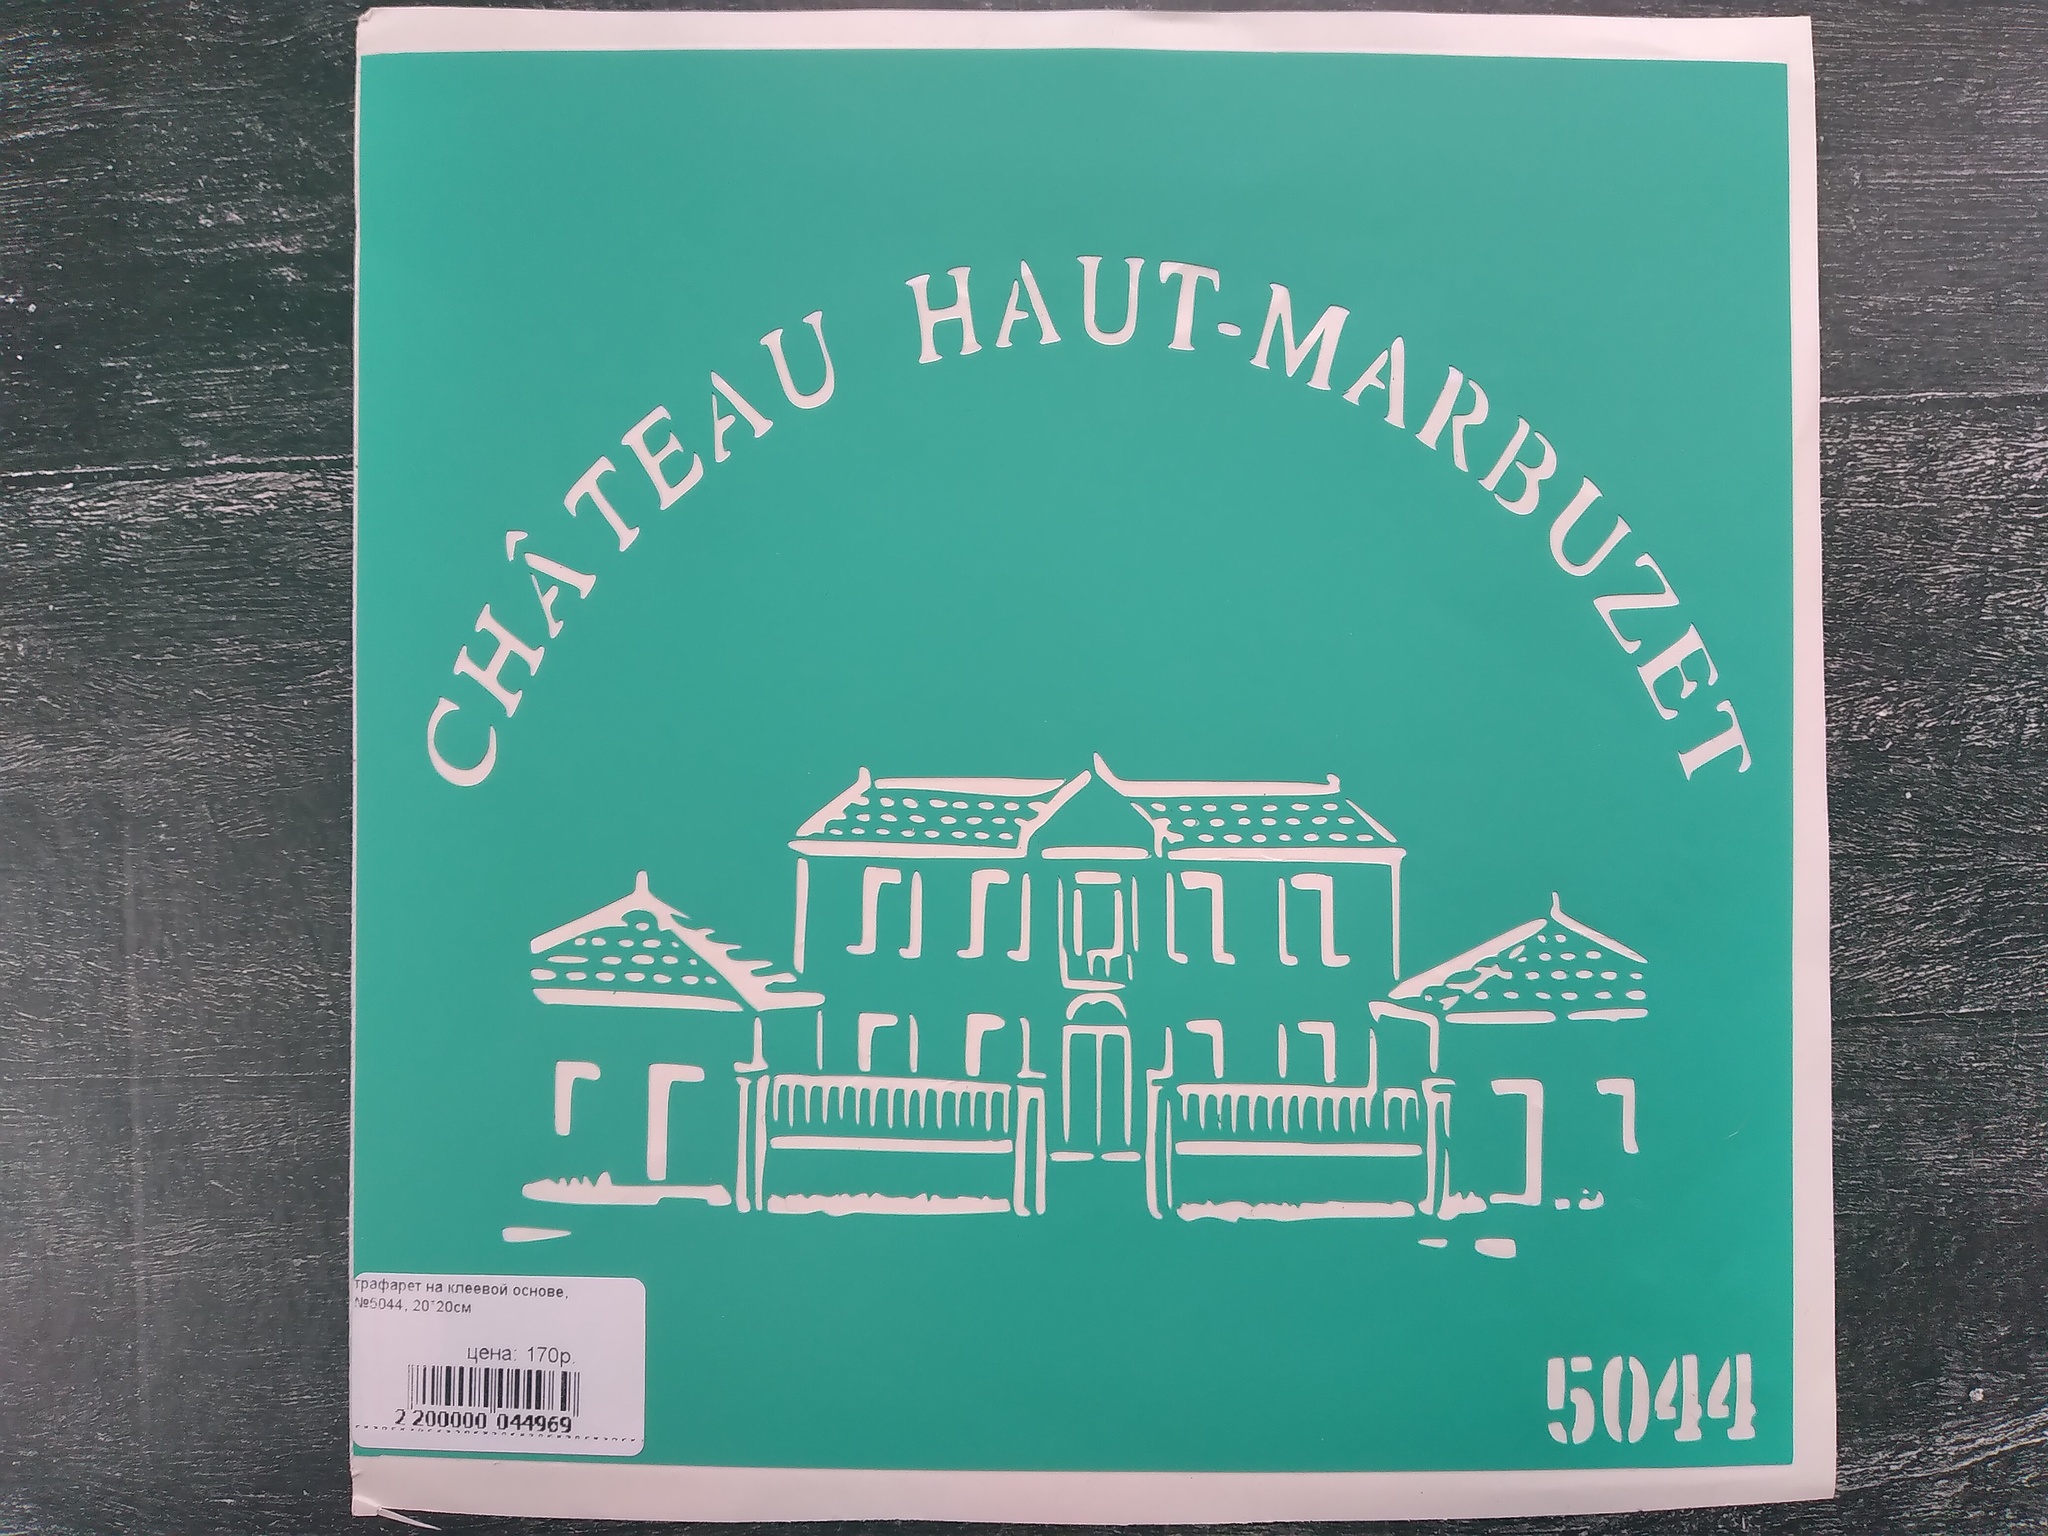 CHÂTEAU HAUT-MARBUZET
трафарет на клеевой основе,
№5044, 20*20см
цена: 170р.
2 200000 044969
5044